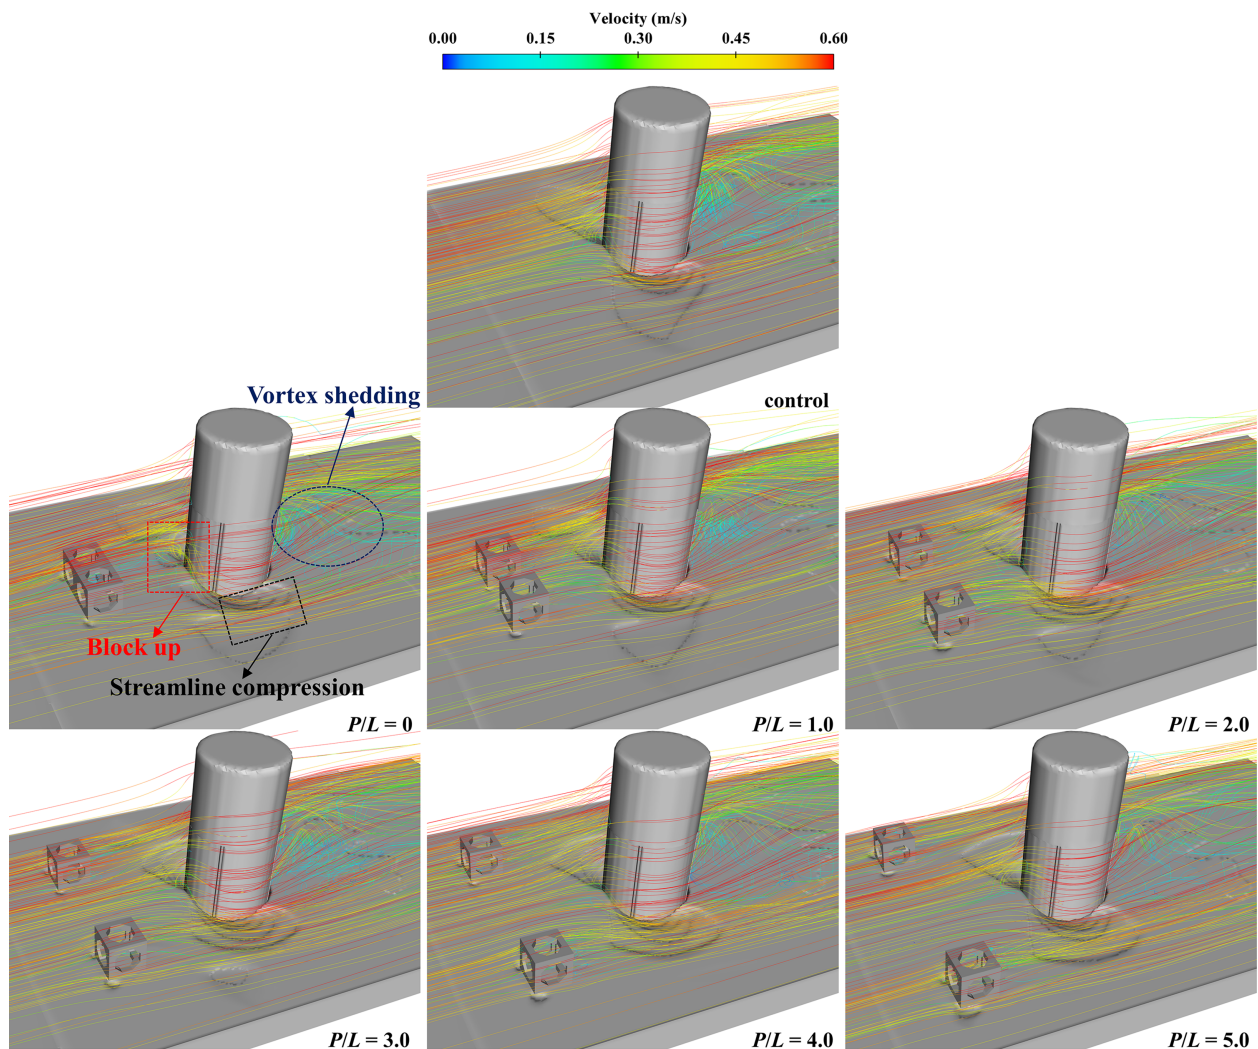 Velocity (m/s)
0.00 0.15 0.30 0.45 0.60
control
Vortex shedding
Block up
Streamline compression
P/L = 0
P/L = 1.0
P/L = 2.0
P/L = 3.0
P/L = 4.0
P/L = 5.0